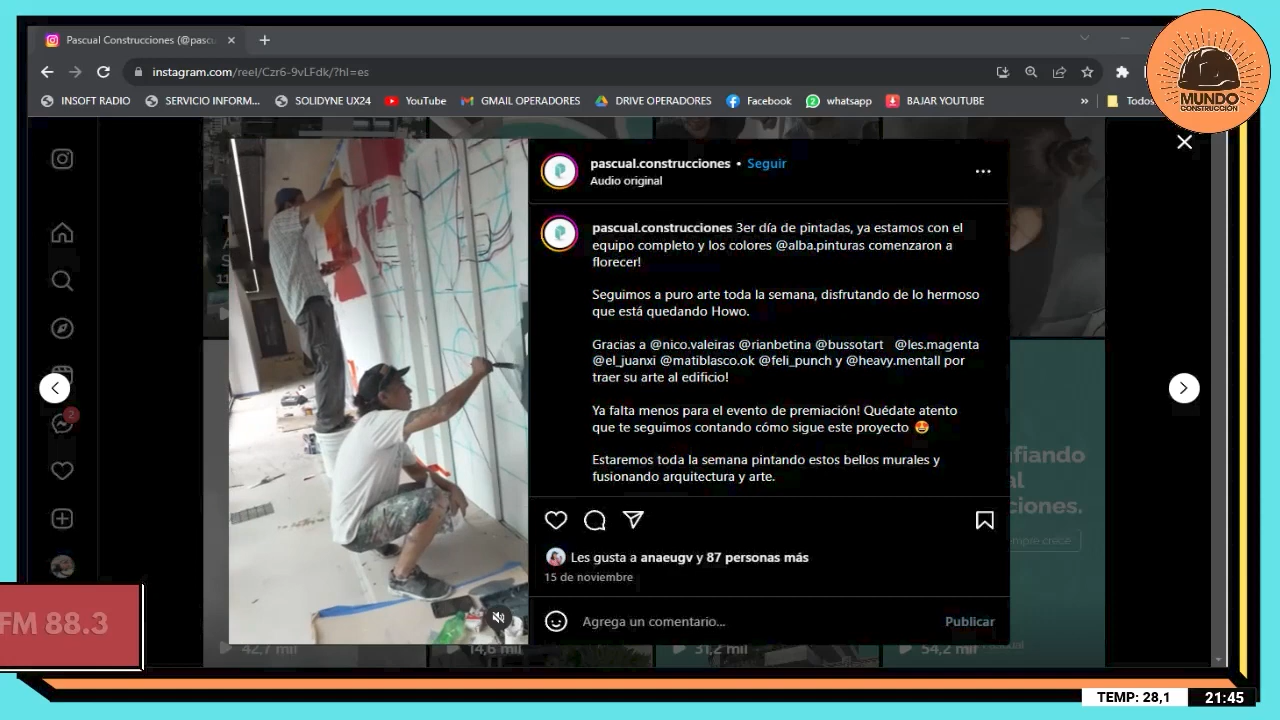 Pascual Construcciones (@pascu
instagram.com/reel/Czr6-9vLFdk/?hl=es
INSOFT RADIO
SERVICIO INFORM...
SOLIDYNE UX24
YouTube
GMAIL OPERADORES
DRIVE OPERADORES
Facebook
whatsapp
BAJAR YOUTUBE
»
Todos
MUNDO
CONSTRUCCIÓN
pascual.construcciones • Seguir
Audio original
pascual.construcciones 3er día de pintadas, ya estamos con el
equipo completo y los colores @alba.pinturas comenzaron a
florecer!
Seguimos a puro arte toda la semana, disfrutando de lo hermoso
que está quedando Howo.
Gracias a @nico.valeiras @rianbetina @bussotart @les.magenta
@el_juanxi @matiblasco.ok @feli_punch y @heavy.mentall por
traer su arte al edificio!
Ya falta menos para el evento de premiación! Quédate atento
que te seguimos contando cómo sigue este proyecto 😍
Estaremos toda la semana pintando estos bellos murales y
fusionando arquitectura y arte.
2
fiando
al
ciones.
Les gusta a anaeugv y 87 personas más
15 de noviembre
Agrega un comentario...
Publicar
FM 88.3
42,7 mil
14,6 mil
31,2 mil
54,2 mil
TEMP: 28,1
21:45